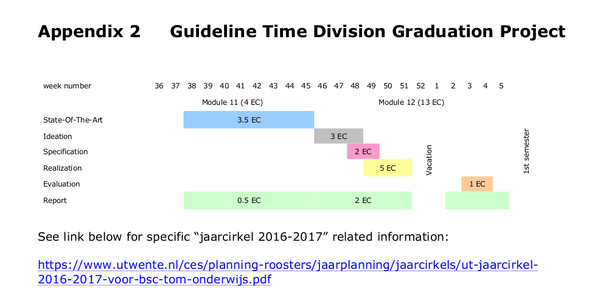 Appendix 2 Guideline Time Division Graduation Project
week number 36 37 38 39 40 41 42 43 44 45 46 47 48 49 50 51 52 1 2 3 4 5
Module 11 (4 EC) Module 12 (13 EC)
State-Of-The-Art 3.5 EC
Ideation 3 EC
Specification 2 EC
Realization 5 EC
Evaluation 1 EC
Report 0.5 EC 2 EC
Vacation
1st semester
See link below for specific “jaarcirkel 2016-2017” related information:
https://www.utwente.nl/ces/planning-roosters/jaarplanning/jaarcirkels/ut-jaarcirkel-
2016-2017-voor-bsc-tom-onderwijs.pdf